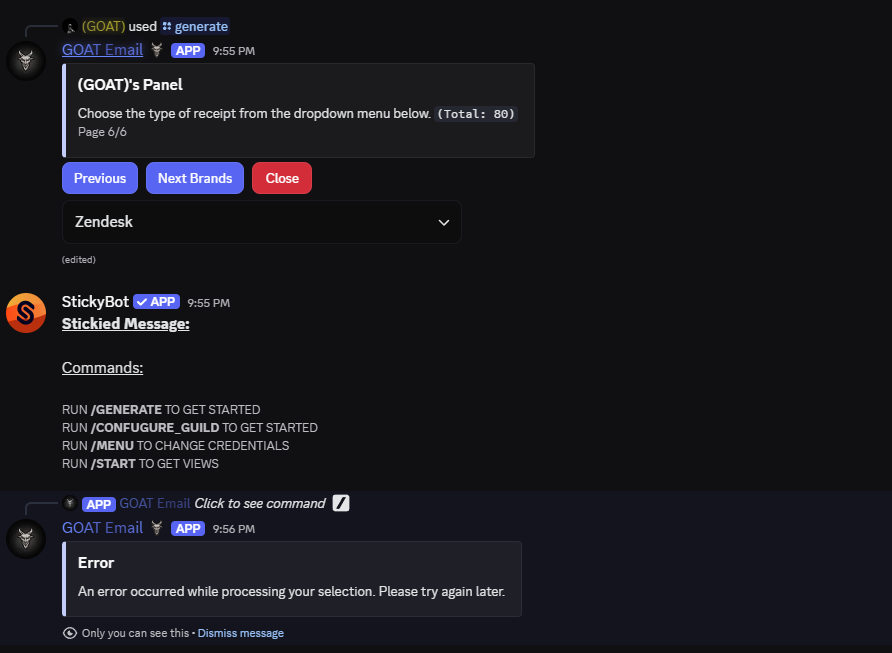 (GOAT) used generate
GOAT Email APP 9:55 PM
(GOAT)'s Panel
Choose the type of receipt from the dropdown menu below. (Total: 80)
Page 6/6
Previous Next Brands Close
Zendesk
(edited)
StickyBot APP 9:55 PM
Stickied Message:
Commands:
RUN /GENERATE TO GET STARTED
RUN /CONFUGURE_GUILD TO GET STARTED
RUN /MENU TO CHANGE CREDENTIALS
RUN /START TO GET VIEWS
APP GOAT Email Click to see command
GOAT Email APP 9:56 PM
Error
An error occurred while processing your selection. Please try again later.
Only you can see this • Dismiss message